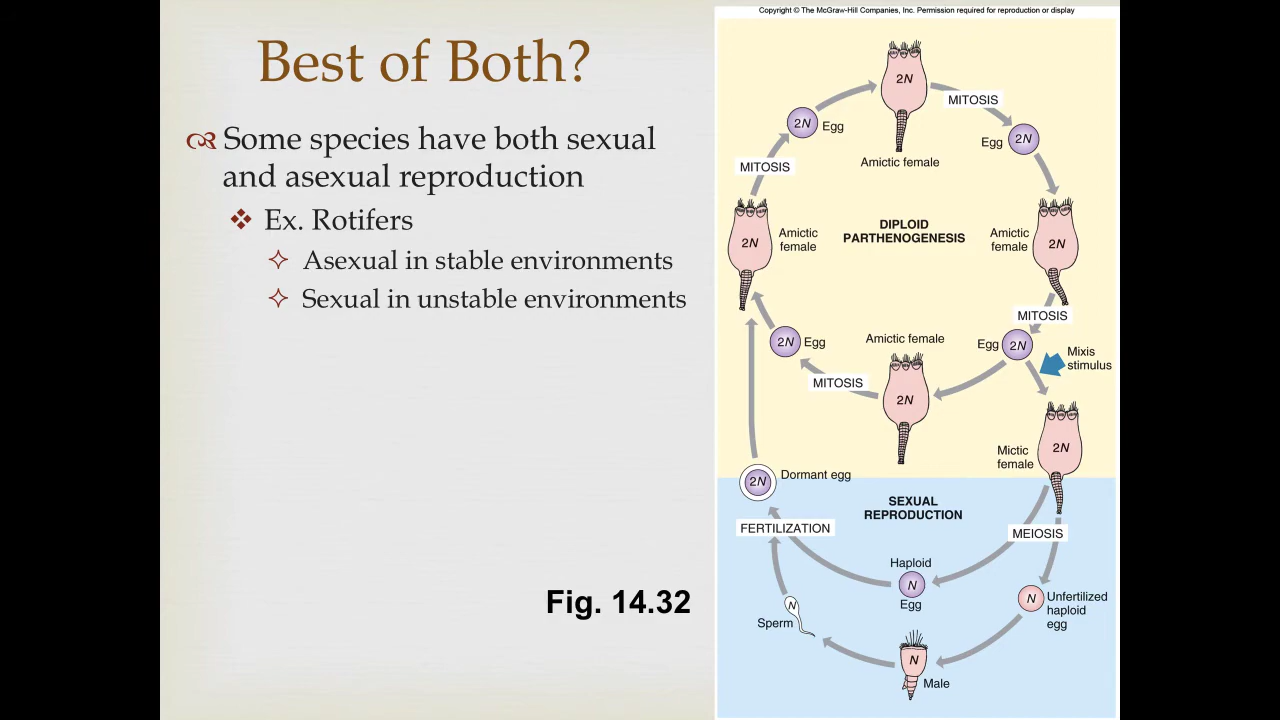 Copyright © The McGraw-Hill Companies, Inc. Permission required for reproduction or display
Best of Both?
Some species have both sexual
and asexual reproduction
Ex. Rotifers
Asexual in stable environments
Sexual in unstable environments
Fig. 14.32
2N
Amictic female
MITOSIS
2N
Egg
2N
Egg
MITOSIS
DIPLOID
PARTHENOGENESIS
2N
Amictic
female
Amictic
female
2N
MITOSIS
Egg
2N
Mixis
stimulus
Amictic female
2N
MITOSIS
2N
Egg
Mictic
female
2N
2N
Dormant egg
SEXUAL
REPRODUCTION
FERTILIZATION
MEIOSIS
Haploid
N
Egg
N
Unfertilized
haploid
egg
N
Sperm
N
Male